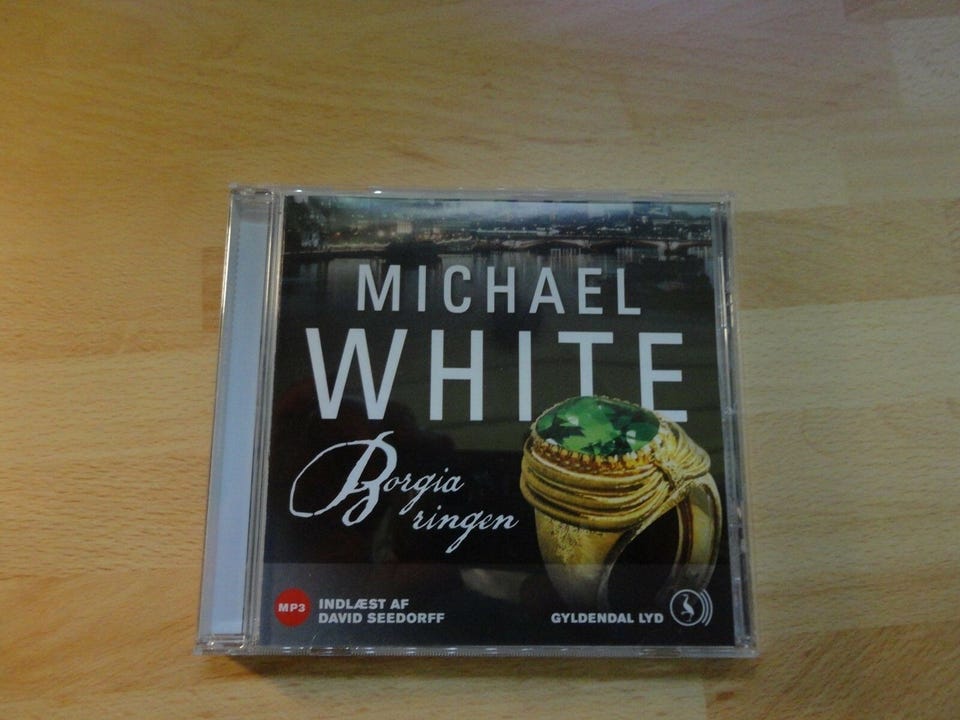 MICHAEL
WHITE
Borgia
ringen
MP3
INDLÆST AF
DAVID SEEDORFF
GYLDENDAL LYD